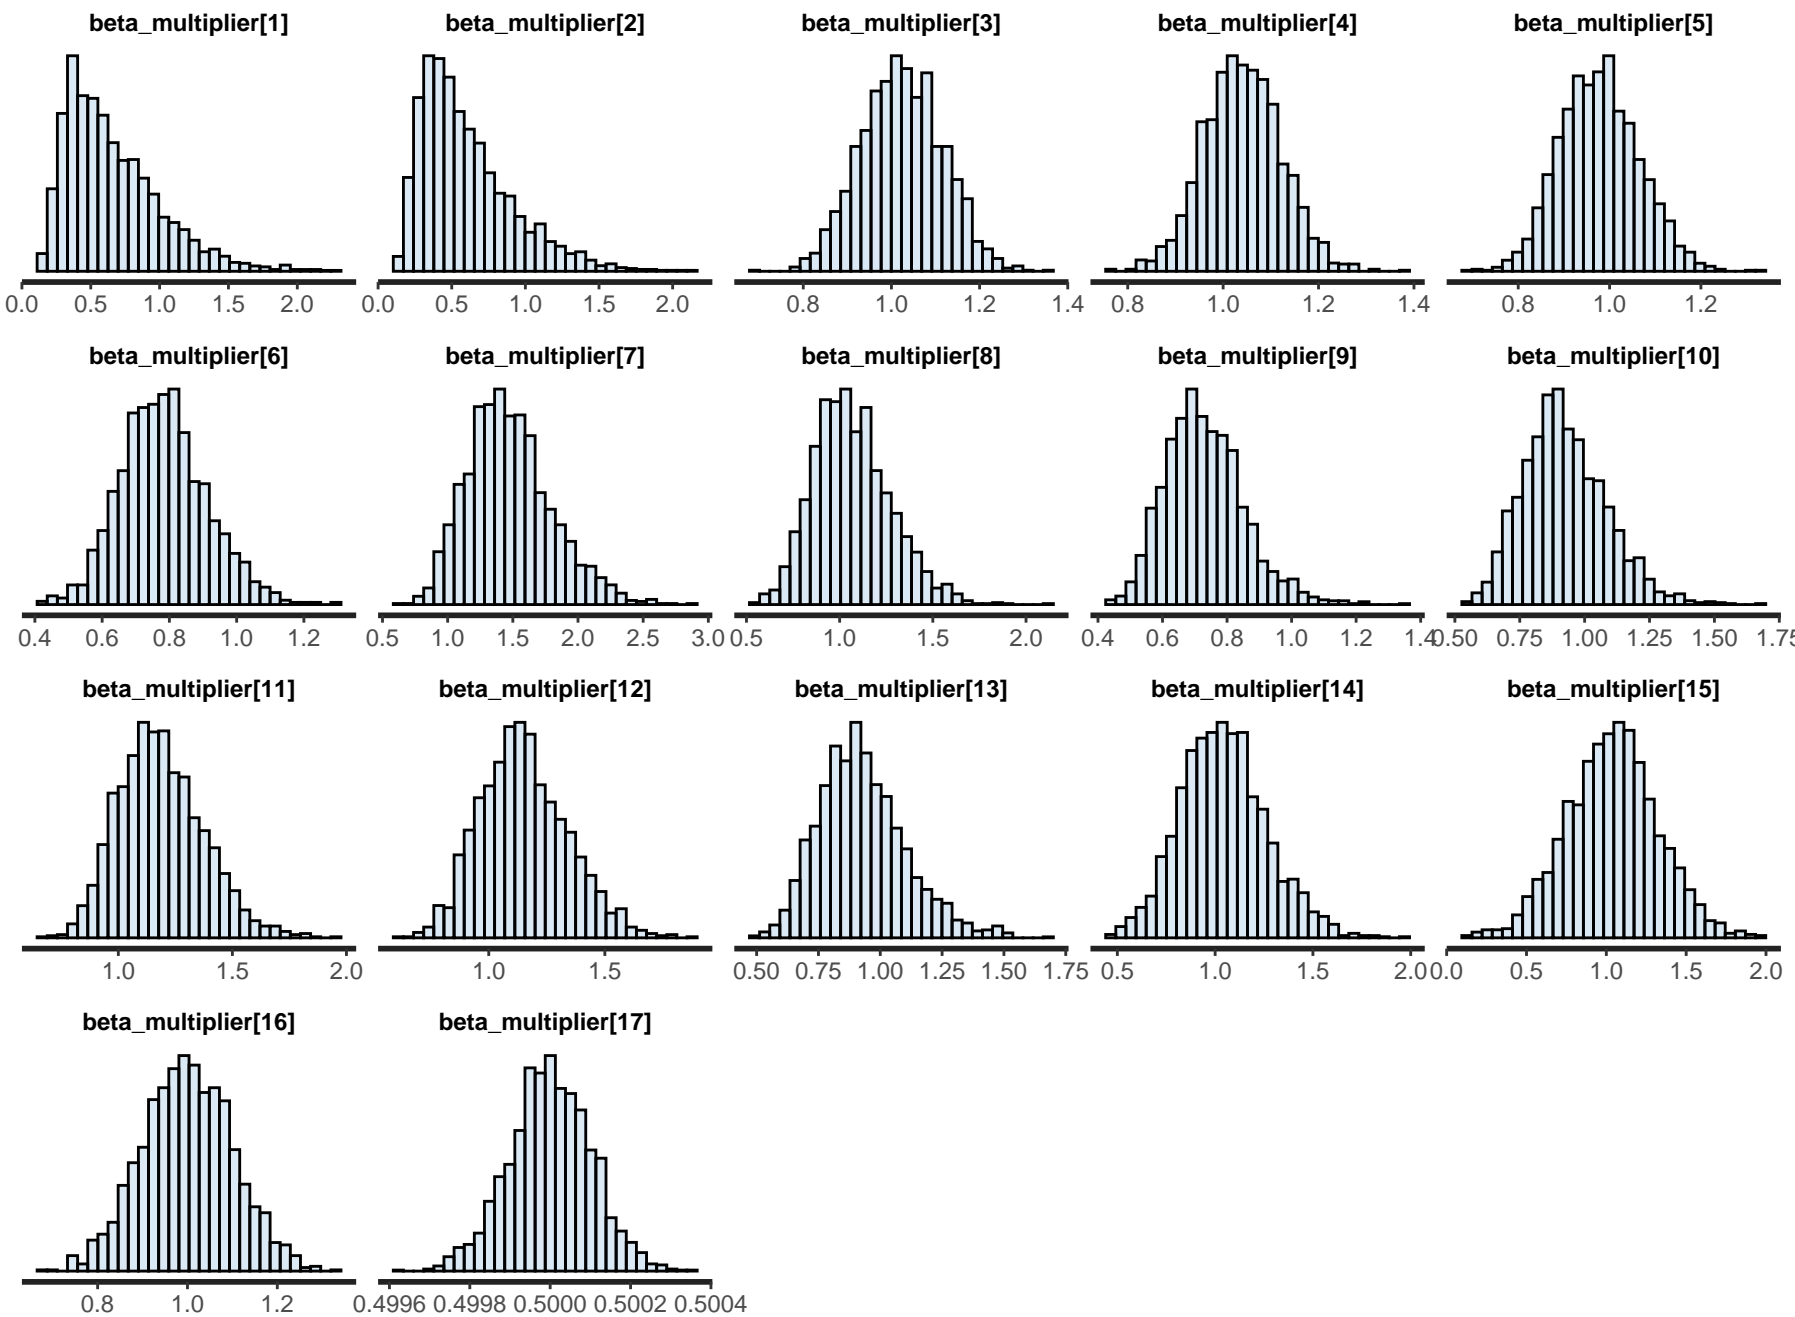 beta_multiplier[1] beta_multiplier[2] beta_multiplier[3] beta_multiplier[4] beta_multiplier[5]
0.0 0.5 1.0 1.5 2.0 0.0 0.5 1.0 1.5 2.0 0.8 1.0 1.2 1.4 0.8 1.0 1.2 1.4 0.8 1.0 1.2
beta_multiplier[6] beta_multiplier[7] beta_multiplier[8] beta_multiplier[9] beta_multiplier[10]
0.4 0.6 0.8 1.0 1.2 0.5 1.0 1.5 2.0 2.5 3.0 0.5 1.0 1.5 2.0 0.4 0.6 0.8 1.0 1.2 1.4 0.50 0.75 1.00 1.25 1.50 1.75
beta_multiplier[11] beta_multiplier[12] beta_multiplier[13] beta_multiplier[14] beta_multiplier[15]
1.0 1.5 2.0 1.0 1.5 0.50 0.75 1.00 1.25 1.50 1.75 0.5 1.0 1.5 2.0 0.0 0.5 1.0 1.5 2.0
beta_multiplier[16] beta_multiplier[17]
0.8 1.0 1.2 0.4996 0.4998 0.5000 0.5002 0.5004